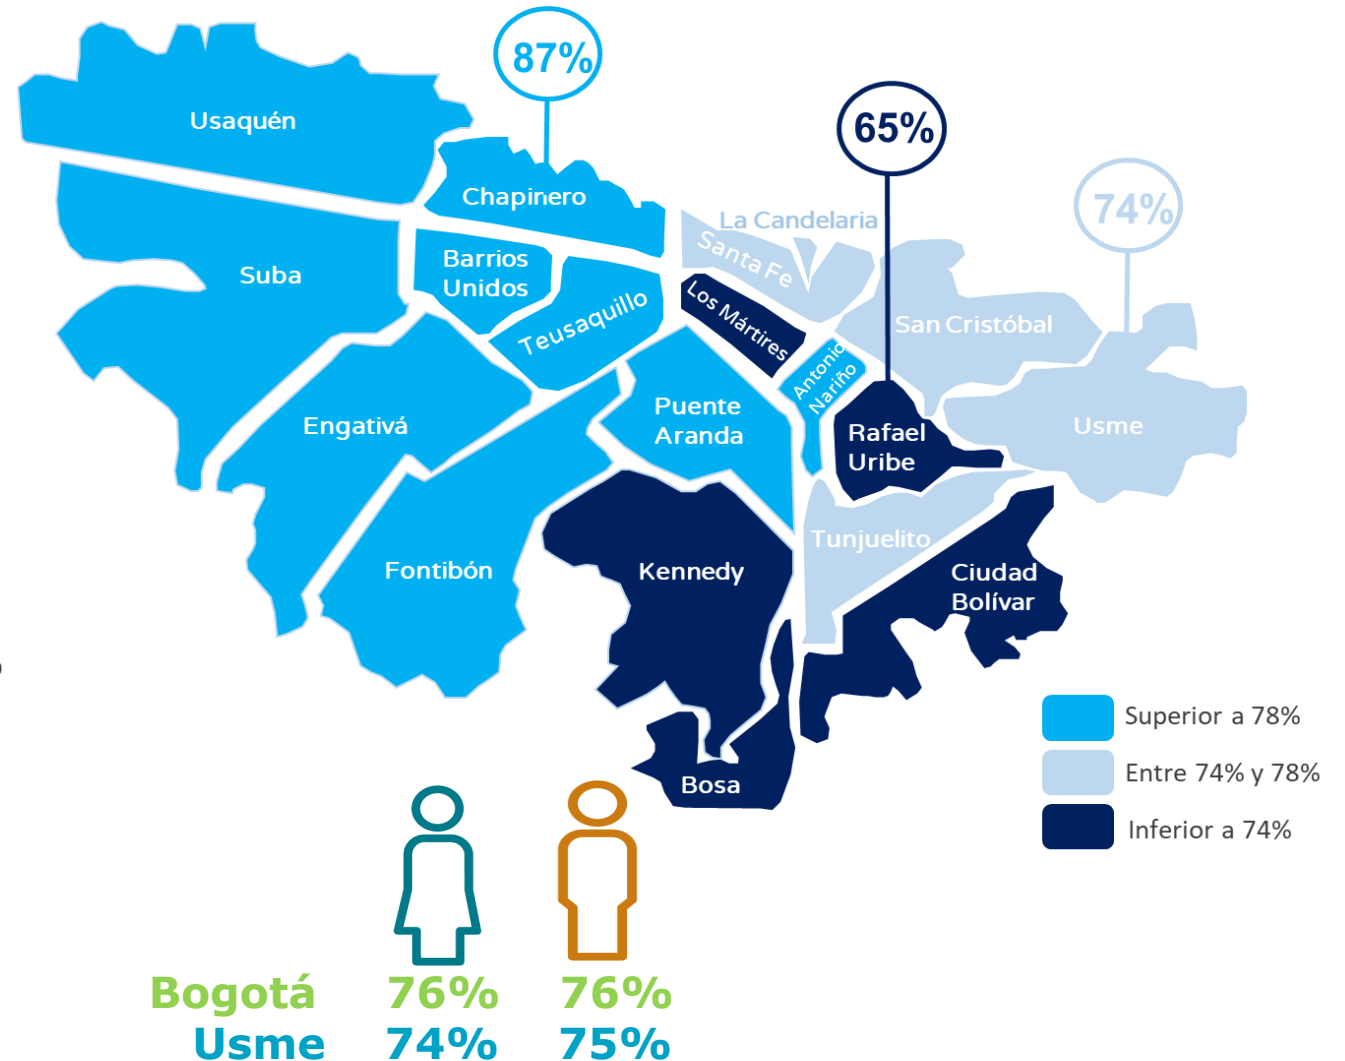 87%
65%
74%
Usaquén
Chapinero
La Candelaria
Santa Fe
Barrios
Unidos
Suba
Teusaquillo
Los Mártires
San Cristóbal
Antonio
Nariño
Puente
Aranda
Engativá
Rafael
Uribe
Usme
Tunjuelito
Fontibón
Kennedy
Ciudad
Bolívar
Bosa
Superior a 78%
Entre 74% y 78%
Inferior a 74%
Bogotá 76% 76%
Usme 74% 75%